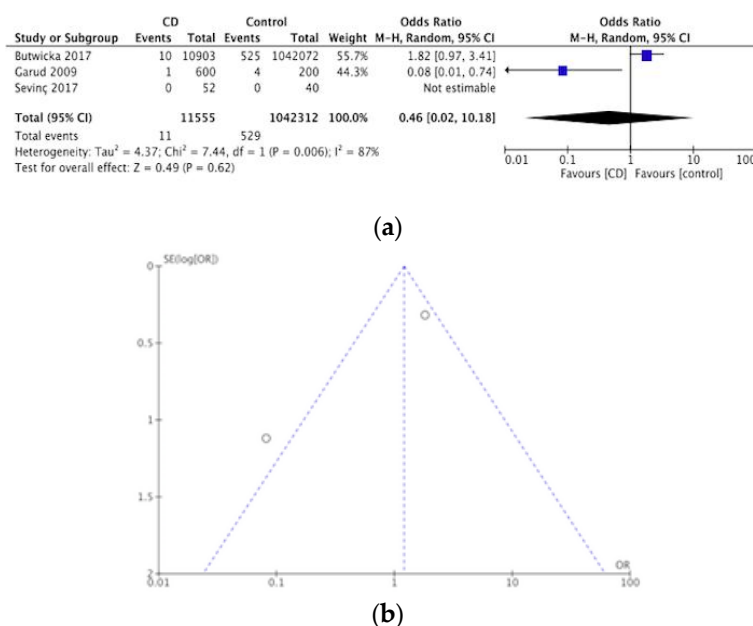 CD Control Odds Ratio Odds Ratio
Study or Subgroup Events Total Events Total Weight M-H, Random, 95% CI M-H, Random, 95% CI
Butwicka 2017 10 10903 525 1042072 55.7% 1.82 [0.97, 3.41]
Garud 2009 1 600 4 200 44.3% 0.08 [0.01, 0.74]
Sevinç 2017 0 52 0 40 Not estimable
Total (95% CI) 11555 1042312 100.0% 0.46 [0.02, 10.18]
Total events 11 529
Heterogeneity: Tau² = 4.37; Chi² = 7.44, df = 1 (P = 0.006); I² = 87%
Test for overall effect: Z = 0.49 (P = 0.62)
0.01 0.1 1 10 100
Favours [CD] Favours [control]
(a)
SE(log[OR])
0
0.5
1
1.5
2
OR
0.01 0.1 1 10 100
(b)